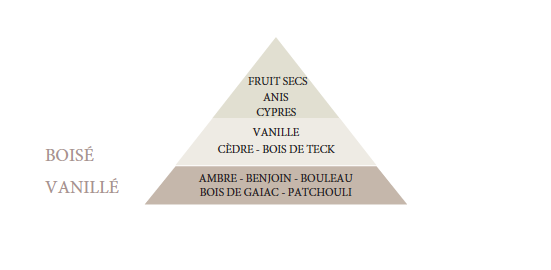 FRUIT SECS
ANIS
CYPRES
VANILLE
CÈDRE - BOIS DE TECK
BOISÉ
VANILLÉ
AMBRE - BENJOIN - BOULEAU
BOIS DE GAIAC - PATCHOULI